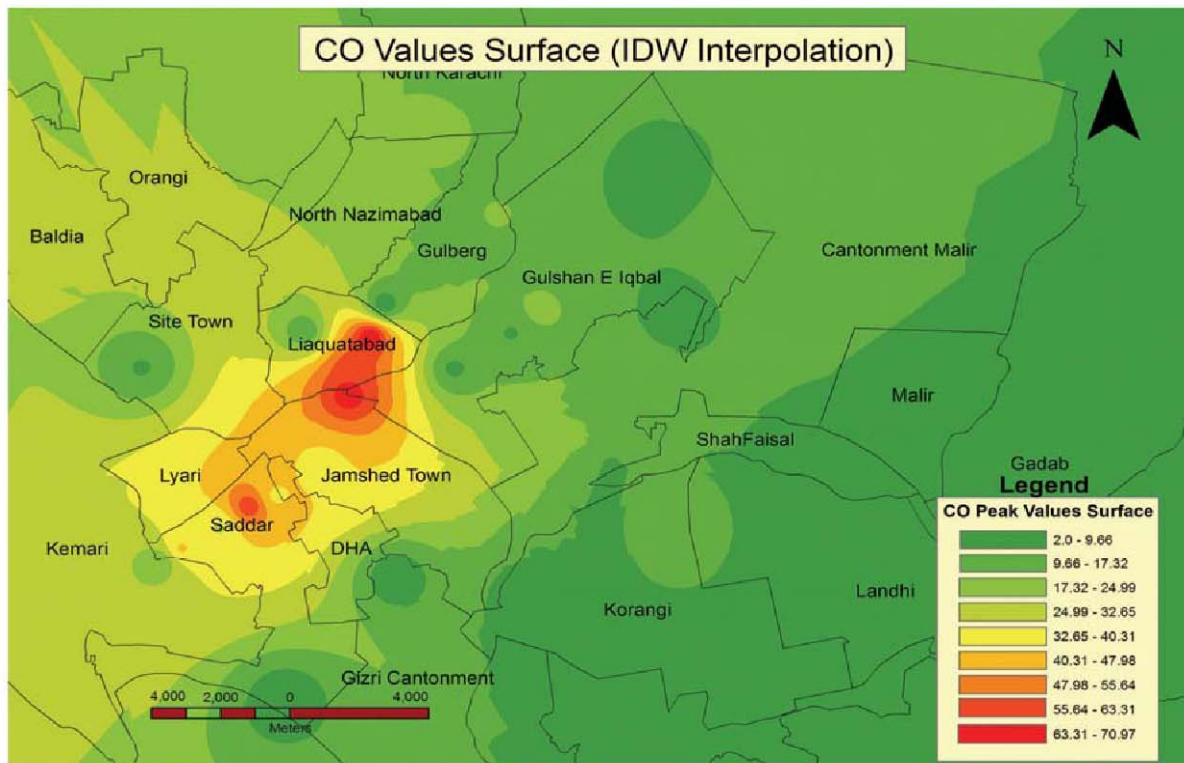 CO Values Surface (IDW Interpolation)
North Karachi
N
Orangi
North Nazimabad
Baldia
Gulberg
Cantonment Malir
Gulshan E Iqbal
Site Town
Liaquatabad
Malir
ShahFaisal
Lyari
Jamshed Town
Gadab
Saddar
Kemari
DHA
Korangi
Landhi
Gizri Cantonment
4,000 2,000 0 4,000
Meters
Legend
CO Peak Values Surface
2.0 - 9.66
9.66 - 17.32
17.32 - 24.99
24.99 - 32.65
32.65 - 40.31
40.31 - 47.98
47.98 - 55.64
55.64 - 63.31
63.31 - 70.97